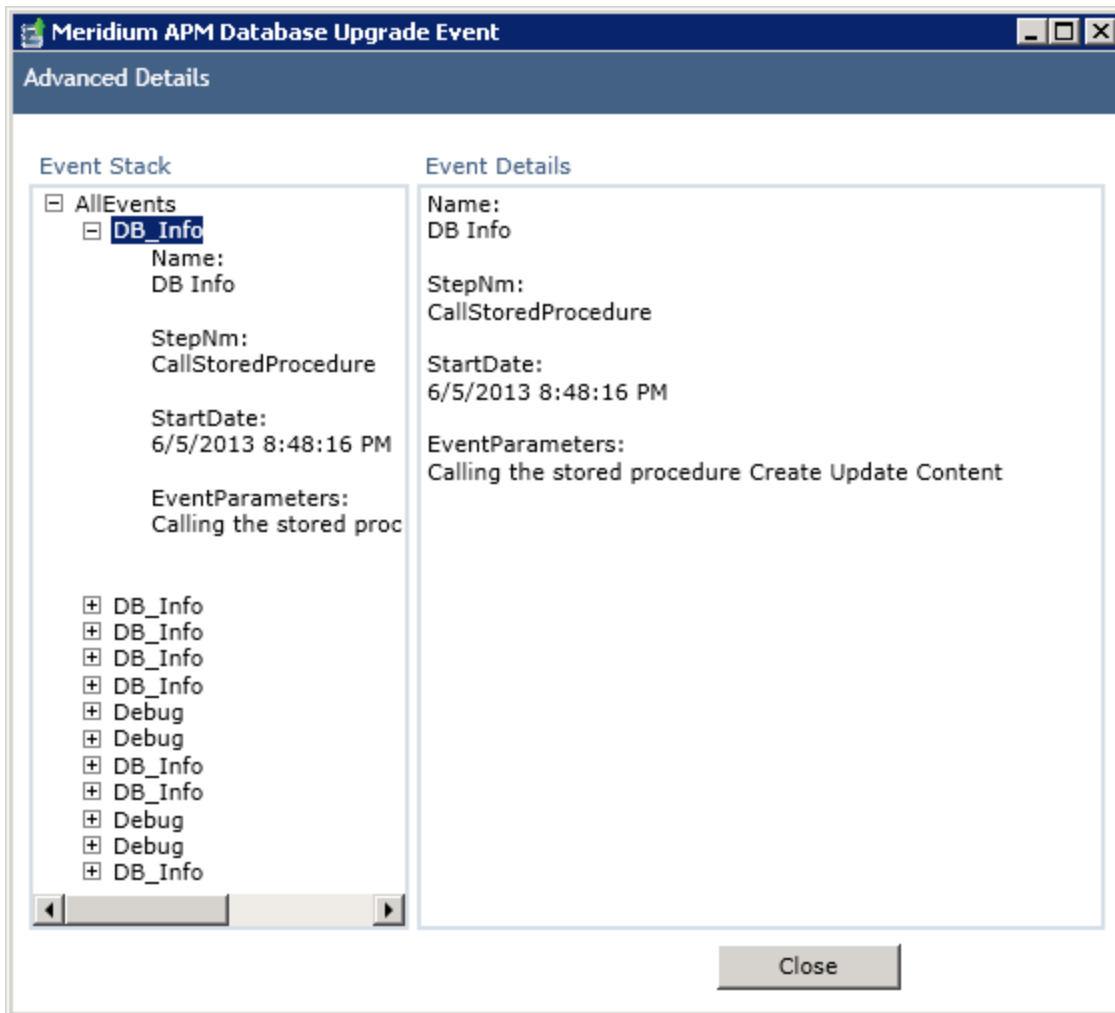 Meridium APM Database Upgrade Event
Advanced Details
Event Stack
AllEvents
DB_Info
Name:
DB Info
StepNm:
CallStoredProcedure
StartDate:
6/5/2013 8:48:16 PM
EventParameters:
Calling the stored proc
DB_Info
DB_Info
DB_Info
DB_Info
Debug
Debug
DB_Info
DB_Info
Debug
Debug
DB_Info
Event Details
Name:
DB Info
StepNm:
CallStoredProcedure
StartDate:
6/5/2013 8:48:16 PM
EventParameters:
Calling the stored procedure Create Update Content
Close